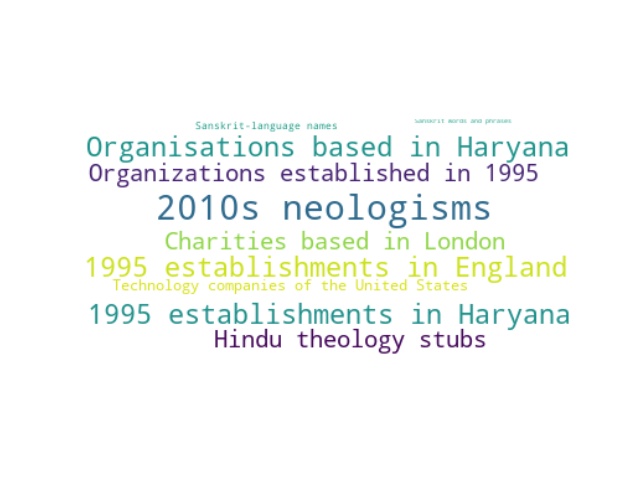 Sanskrit words and phrases
Sanskrit-language names
Organisations based in Haryana
Organizations established in 1995
2010s neologisms
Charities based in London
1995 establishments in England
Technology companies of the United States
1995 establishments in Haryana
Hindu theology stubs